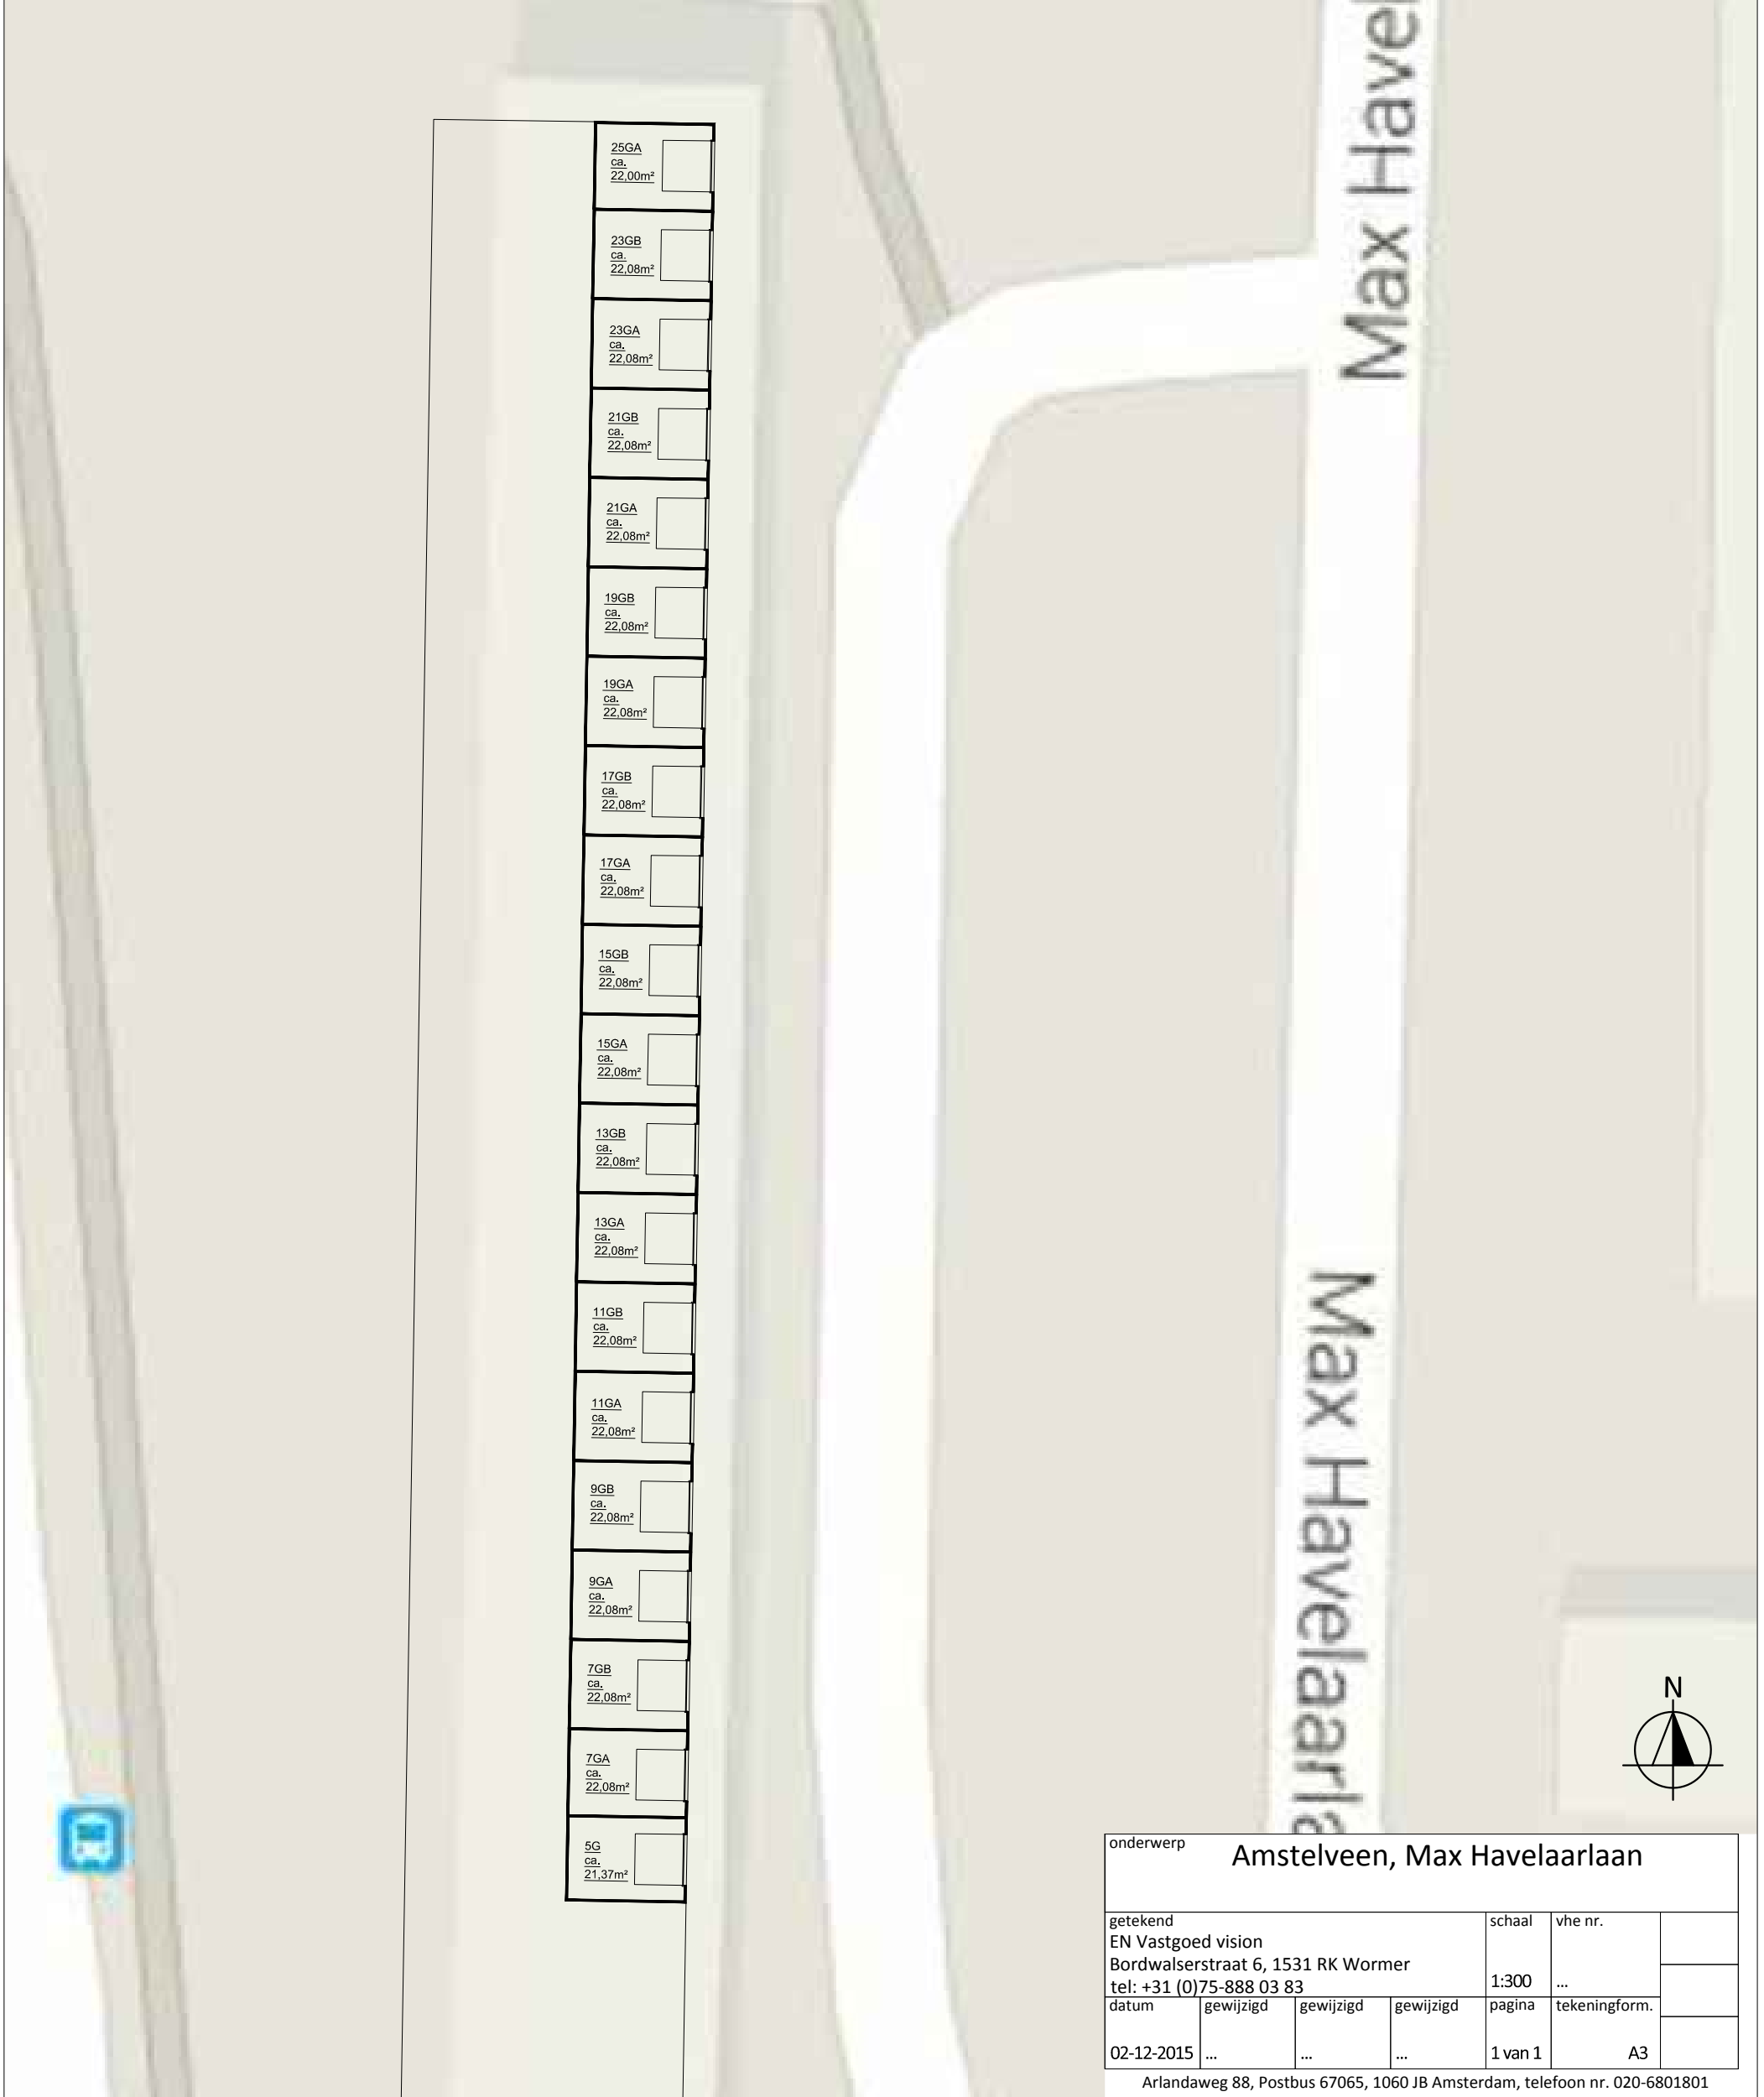 Max Havel
25GA
ca.
22,00m²
23GB
ca.
22,08m²
23GA
ca.
22,08m²
21GB
ca.
22,08m²
21GA
ca.
22,08m²
19GB
ca.
22,08m²
19GA
ca.
22,08m²
17GB
ca.
22,08m²
17GA
ca.
22,08m²
15GB
ca.
22,08m²
15GA
ca.
22,08m²
13GB
ca.
22,08m²
13GA
ca.
22,08m²
11GB
ca.
22,08m²
11GA
ca.
22,08m²
9GB
ca.
22,08m²
9GA
ca.
22,08m²
7GB
ca.
22,08m²
7GA
ca.
22,08m²
5G
ca.
21,37m²
Max Havelaarla
N
onderwerp Amstelveen, Max Havelaarlaan
getekend schaal vhe nr.
EN Vastgoed vision
Bordwalserstraat 6, 1531 RK Wormer
tel: +31 (0)75-888 03 83 1:300 ...
datum gewijzigd gewijzigd gewijzigd pagina tekeningform.
02-12-2015 ... ... ... 1 van 1 A3
Arlandaweg 88, Postbus 67065, 1060 JB Amsterdam, telefoon nr. 020-6801801